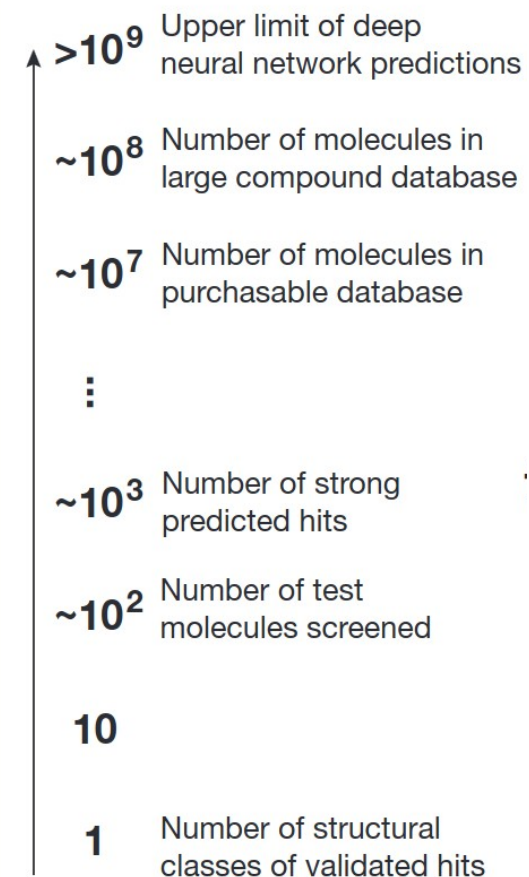 >10⁹ Upper limit of deep
neural network predictions
~10⁸ Number of molecules in
large compound database
~10⁷ Number of molecules in
purchasable database
⋮
~10³ Number of strong
predicted hits
~10² Number of test
molecules screened
10
1 Number of structural
classes of validated hits